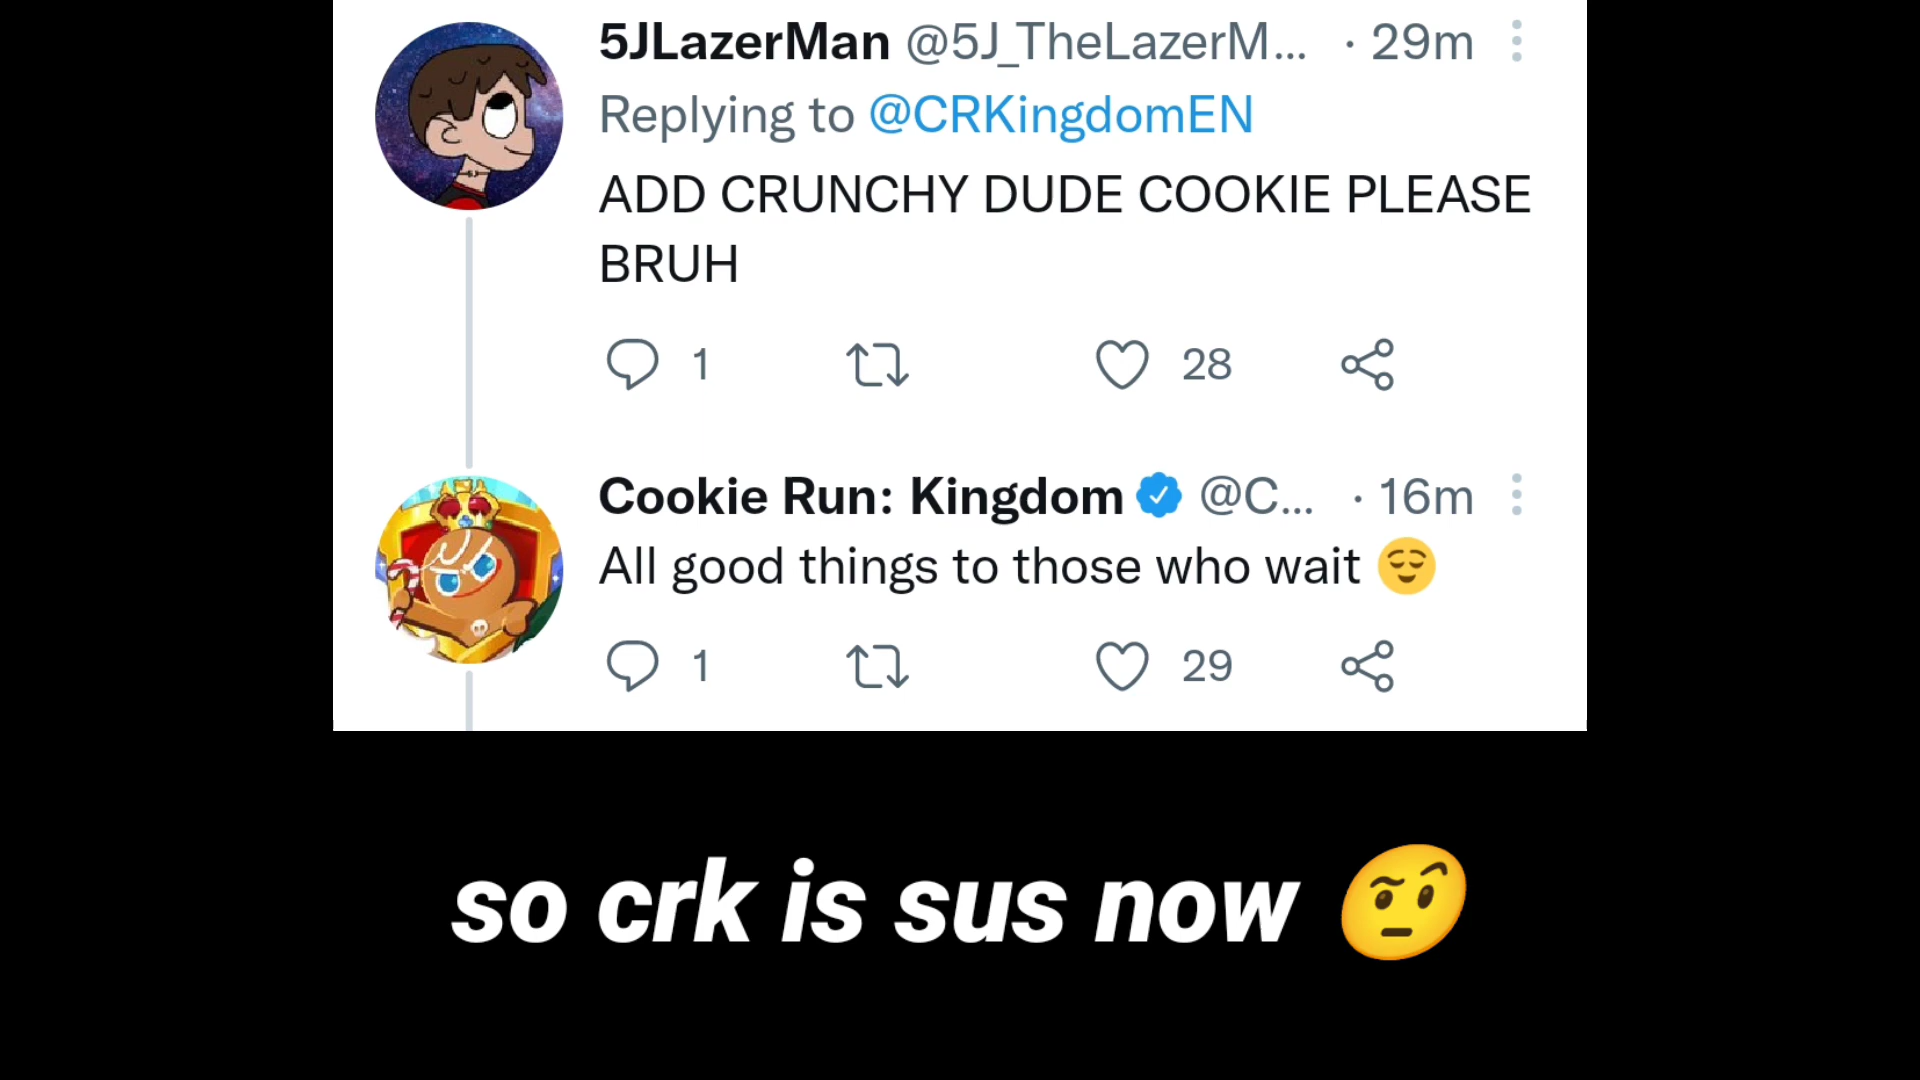 5JLazerMan @5J_TheLazerM... · 29m
Replying to @CRKingdomEN
ADD CRUNCHY DUDE COOKIE PLEASE
BRUH
1 28
Cookie Run: Kingdom @C... · 16m
All good things to those who wait 😌
1 29
so crk is sus now 🤨